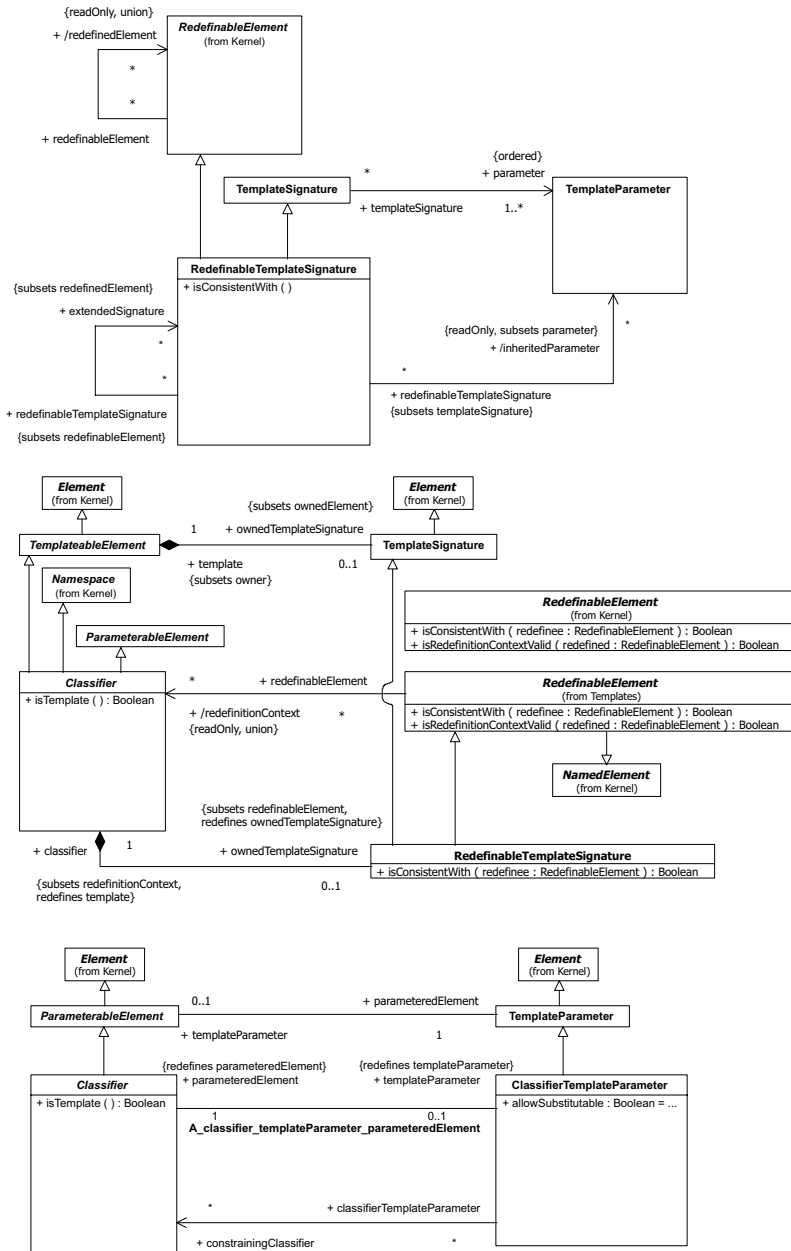 {readOnly, union}
+ /redefinedElement
*
*
+ redefinableElement
RedefinableElement
(from Kernel)
TemplateSignature
*
+ templateSignature
{ordered}
+ parameter
1..*
TemplateParameter
RedefinableTemplateSignature
+ isConsistentWith ( )
{subsets redefinedElement}
+ extendedSignature
*
*
+ redefinableTemplateSignature
{subsets redefinableElement}
{readOnly, subsets parameter}
+ /inheritedParameter
*
*
+ redefinableTemplateSignature
{subsets templateSignature}
Element
(from Kernel)
TemplateableElement
1
+ template
{subsets owner}
{subsets ownedElement}
+ ownedTemplateSignature
0..1
Element
(from Kernel)
TemplateSignature
Namespace
(from Kernel)
ParameterableElement
RedefinableElement
(from Kernel)
+ isConsistentWith ( redefinee : RedefinableElement ) : Boolean
+ isRedefinitionContextValid ( redefined : RedefinableElement ) : Boolean
Classifier
+ isTemplate ( ) : Boolean
*
+ /redefinitionContext
{readOnly, union}
+ redefinableElement
*
RedefinableElement
(from Templates)
+ isConsistentWith ( redefinee : RedefinableElement ) : Boolean
+ isRedefinitionContextValid ( redefined : RedefinableElement ) : Boolean
NamedElement
(from Kernel)
{subsets redefinableElement,
redefines ownedTemplateSignature}
+ classifier
1
+ ownedTemplateSignature
{subsets redefinitionContext,
redefines template}
0..1
RedefinableTemplateSignature
+ isConsistentWith ( redefinee : RedefinableElement ) : Boolean
Element
(from Kernel)
ParameterableElement
0..1
+ templateParameter
+ parameteredElement
1
Element
(from Kernel)
TemplateParameter
{redefines parameteredElement}
+ parameteredElement
{redefines templateParameter}
+ templateParameter
Classifier
+ isTemplate ( ) : Boolean
1
0..1
A_classifier_templateParameter_parameteredElement
ClassifierTemplateParameter
+ allowSubstitutable : Boolean = ...
*
+ classifierTemplateParameter
+ constrainingClassifier
*